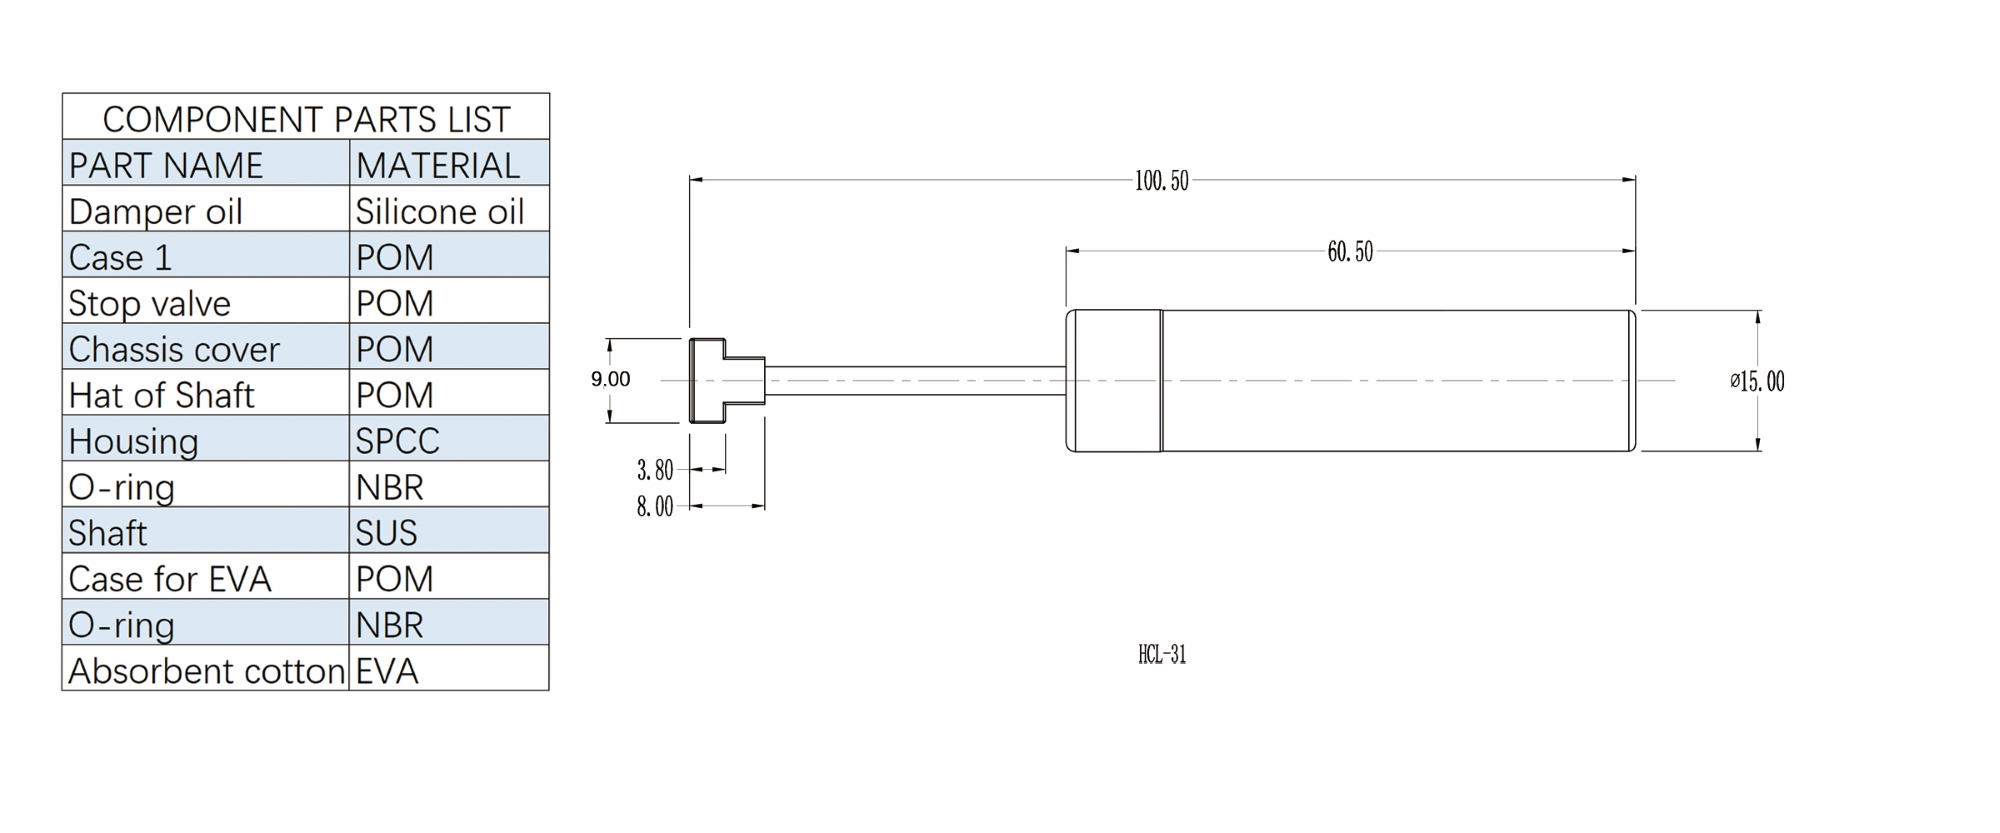 COMPONENT PARTS LIST
PART NAME MATERIAL
Damper oil Silicone oil
Case 1 POM
Stop valve POM
Chassis cover POM
Hat of Shaft POM
Housing SPCC
O-ring NBR
Shaft SUS
Case for EVA POM
O-ring NBR
Absorbent cotton EVA
100.50
60.50
9.00
⌀15.00
3.80
8.00
HCL-31